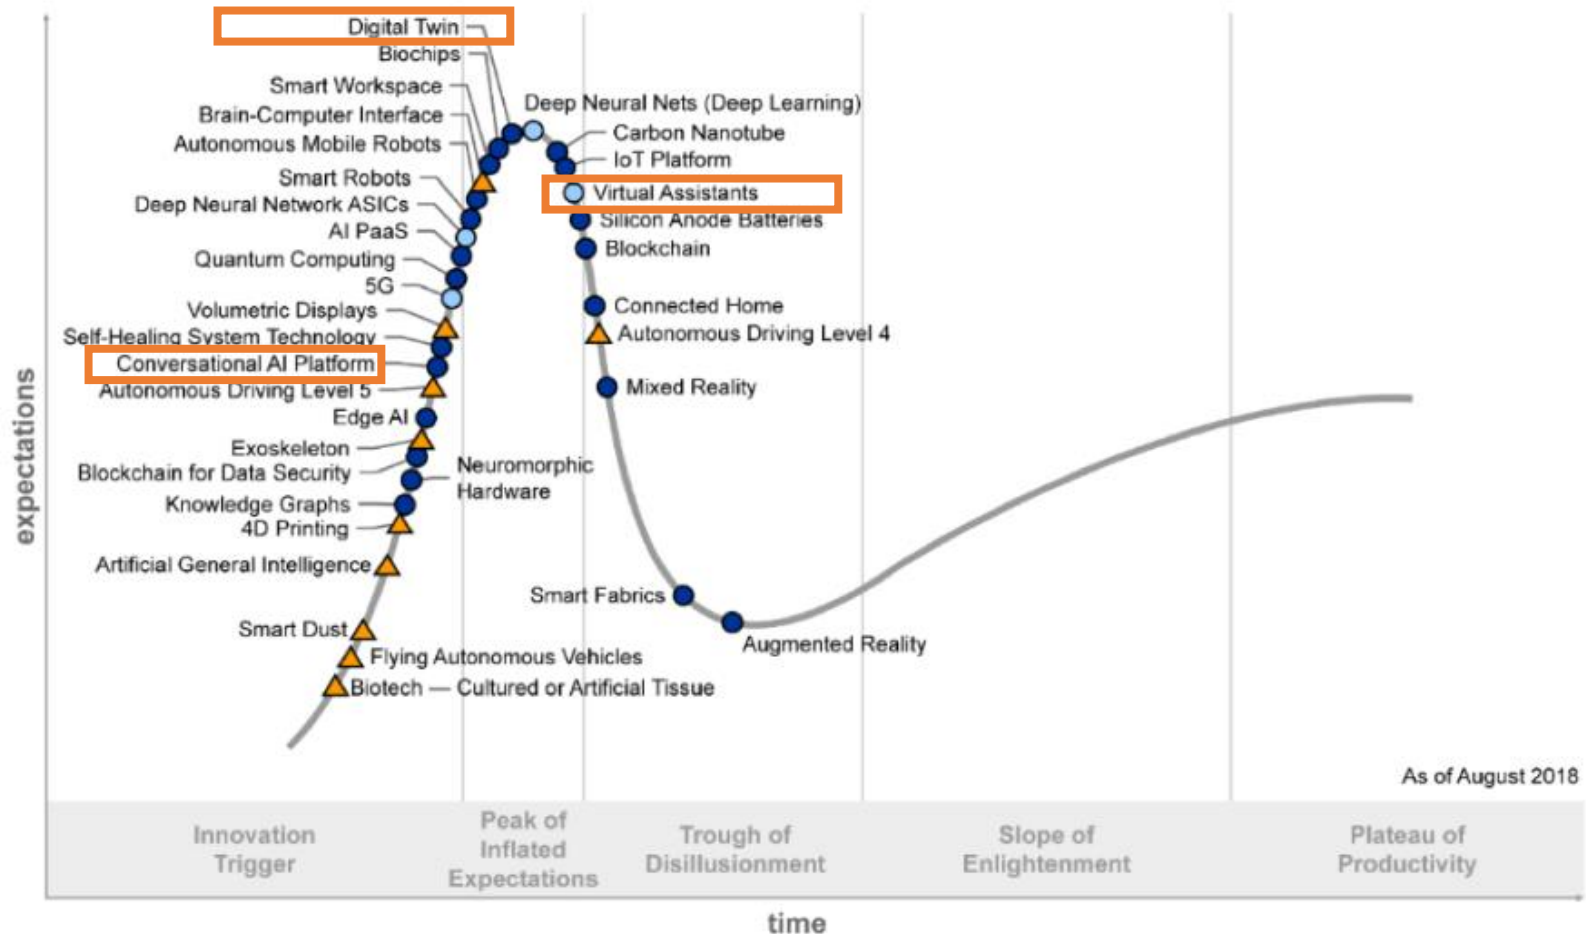 Digital Twin
Biochips
Smart Workspace
Brain-Computer Interface
Autonomous Mobile Robots
Smart Robots
Deep Neural Network ASICs
AI PaaS
Quantum Computing
5G
Volumetric Displays
Self-Healing System Technology
Conversational AI Platform
Autonomous Driving Level 5
Edge AI
Exoskeleton
Blockchain for Data Security
Neuromorphic
Hardware
Knowledge Graphs
4D Printing
Artificial General Intelligence
Smart Dust
Flying Autonomous Vehicles
Biotech — Cultured or Artificial Tissue
Deep Neural Nets (Deep Learning)
Carbon Nanotube
IoT Platform
Virtual Assistants
Silicon Anode Batteries
Blockchain
Connected Home
Autonomous Driving Level 4
Mixed Reality
Smart Fabrics
Augmented Reality
expectations
As of August 2018
Innovation
Trigger
Peak of
Inflated
Expectations
Trough of
Disillusionment
Slope of
Enlightenment
Plateau of
Productivity
time